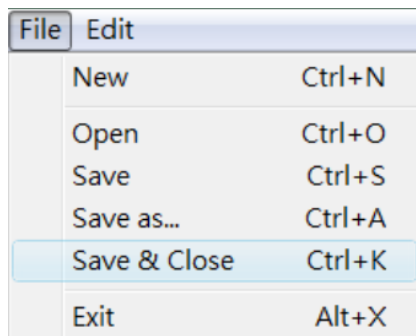 File Edit
New Ctrl+N
Open Ctrl+O
Save Ctrl+S
Save as... Ctrl+A
Save & Close Ctrl+K
Exit Alt+X